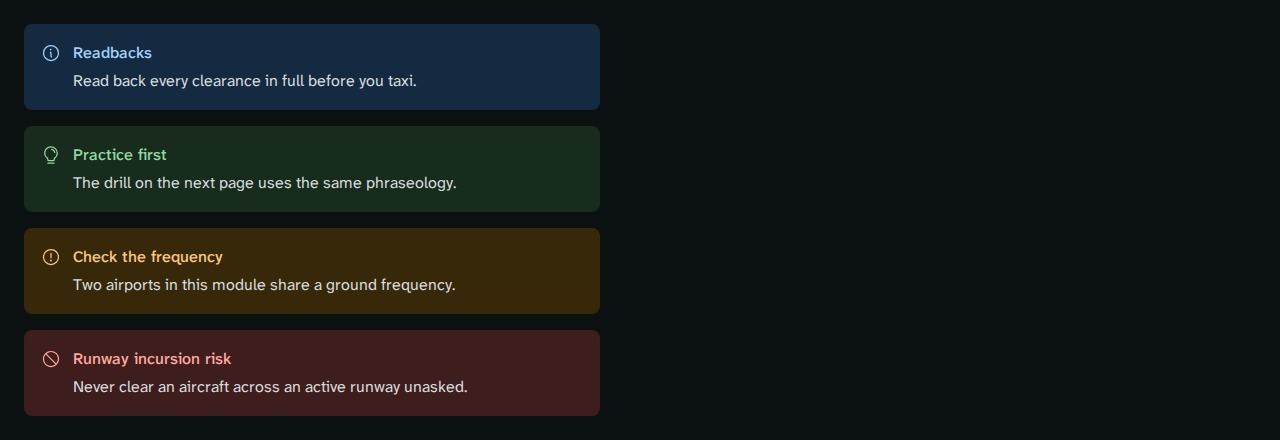 Readbacks
Read back every clearance in full before you taxi.
Practice first
The drill on the next page uses the same phraseology.
Check the frequency
Two airports in this module share a ground frequency.
Runway incursion risk
Never clear an aircraft across an active runway unasked.